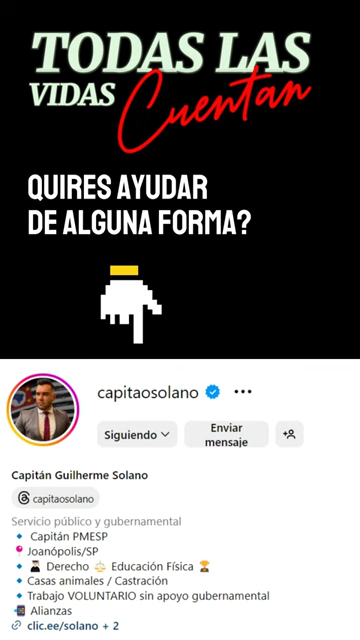 TODAS LAS
VIDAS Cuentan
QUIRES AYUDAR
DE ALGUNA FORMA?
capitaosolano
Siguiendo
Enviar
mensaje
Capitán Guilherme Solano
capitaosolano
Servicio público y gubernamental
Capitán PMESP
Joanópolis/SP
Derecho Educación Física
Casas animales / Castración
Trabajo VOLUNTARIO sin apoyo gubernamental
Alianzas
clic.ee/solano + 2